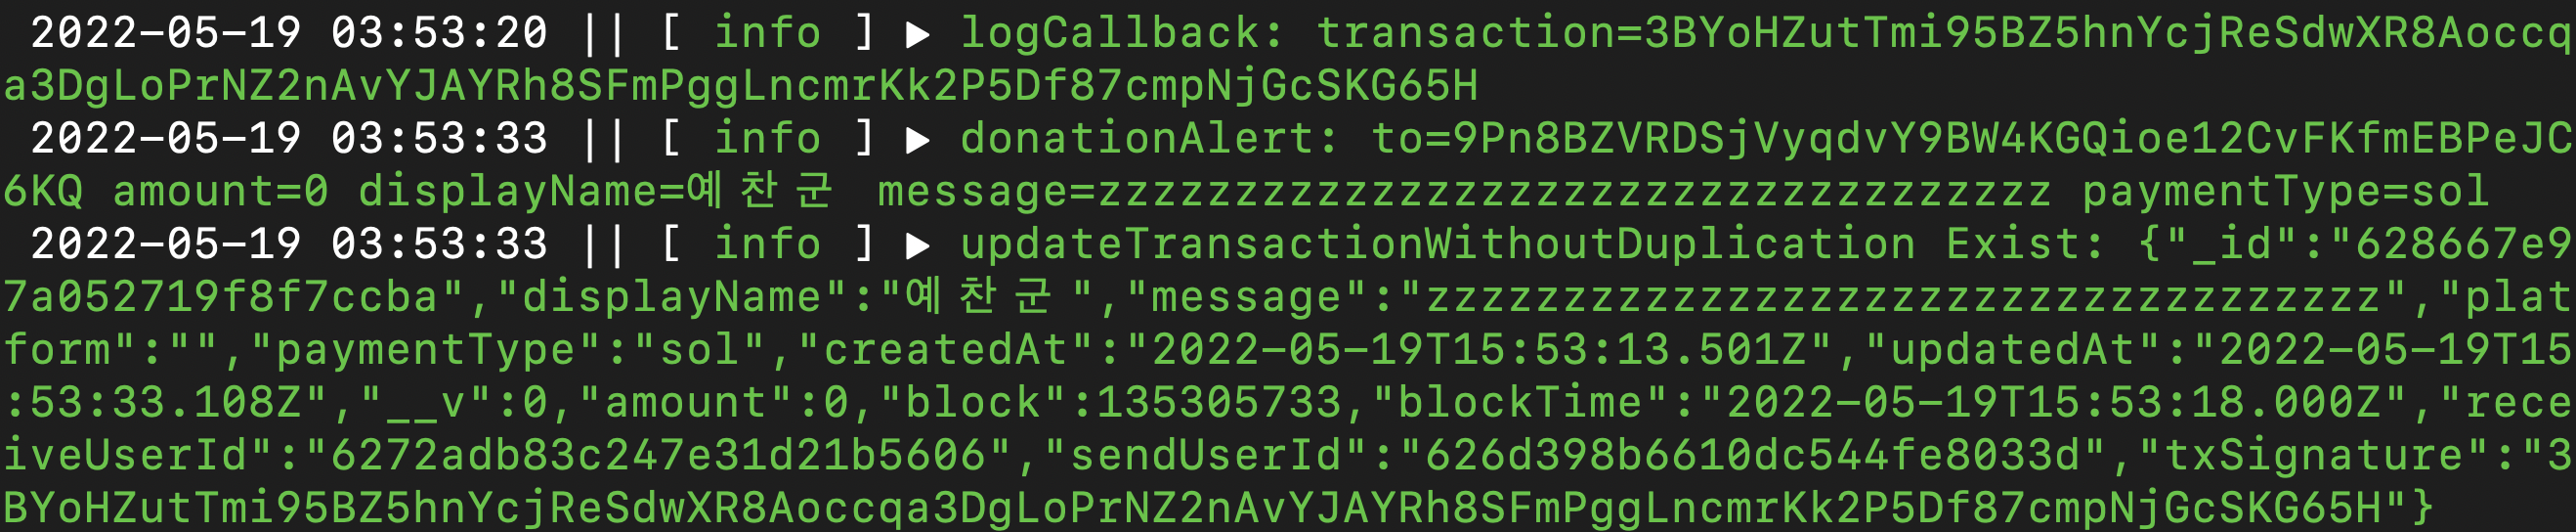 2022-05-19 03:53:20 || [ info ] ▶ logCallback: transaction=3BYoHZutTmi95BZ5hnYcjReSdwXR8Aoccq
a3DgLoPrNZ2nAvYJAYRh8SFmPggLncmrKk2P5Df87cmpNjGcSKG65H
2022-05-19 03:53:33 || [ info ] ▶ donationAlert: to=9Pn8BZVRDSjVyqdvY9BW4KGQioe12CvFKfmEBPeJC
6KQ amount=0 displayName=예찬군 message=zzzzzzzzzzzzzzzzzzzzzzzzzzzzzzzzzzz paymentType=sol
2022-05-19 03:53:33 || [ info ] ▶ updateTransactionWithoutDuplication Exist: {"_id":"628667e9
7a052719f8f7ccba","displayName":"예찬군","message":"zzzzzzzzzzzzzzzzzzzzzzzzzzzzzzzzzzz","plat
form":"","paymentType":"sol","createdAt":"2022-05-19T15:53:13.501Z","updatedAt":"2022-05-19T15
:53:33.108Z","__v":0,"amount":0,"block":135305733,"blockTime":"2022-05-19T15:53:18.000Z","rece
iveUserId":"6272adb83c247e31d21b5606","sendUserId":"626d398b6610dc544fe8033d","txSignature":"3
BYoHZutTmi95BZ5hnYcjReSdwXR8Aoccqa3DgLoPrNZ2nAvYJAYRh8SFmPggLncmrKk2P5Df87cmpNjGcSKG65H"}